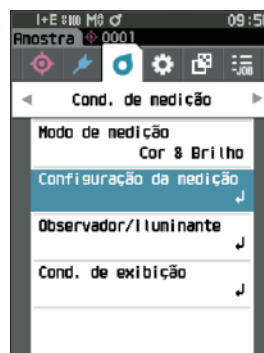 I+E 09:5
Amostra 0001
-JOB
Cond. de medição
Modo de medição
Cor & Brilho
Configuração da medição
Observador/Iluminante
Cond. de exibição